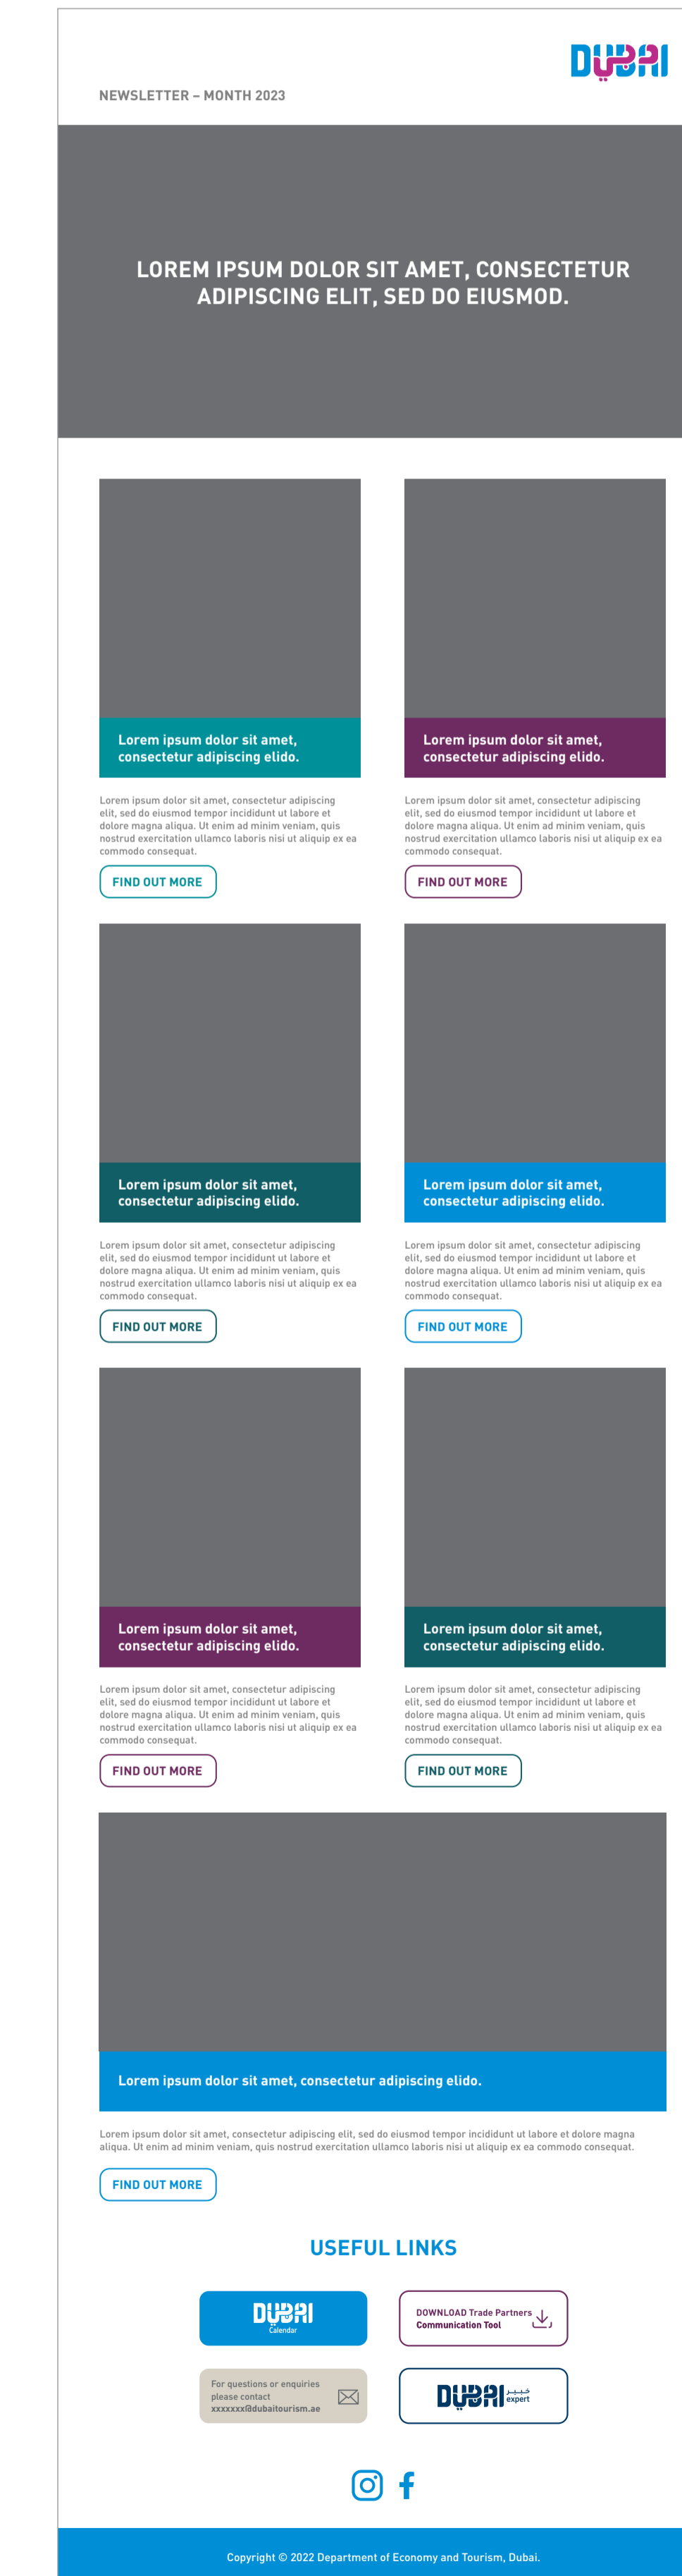 DUBAI
NEWSLETTER – MONTH 2023
LOREM IPSUM DOLOR SIT AMET, CONSECTETUR
ADIPISCING ELIT, SED DO EIUSMOD.
Lorem ipsum dolor sit amet,
consectetur adipiscing elido.
Lorem ipsum dolor sit amet, consectetur adipiscing
elit, sed do eiusmod tempor incididunt ut labore et
dolore magna aliqua. Ut enim ad minim veniam, quis
nostrud exercitation ullamco laboris nisi ut aliquip ex ea
commodo consequat.
FIND OUT MORE
Lorem ipsum dolor sit amet,
consectetur adipiscing elido.
Lorem ipsum dolor sit amet, consectetur adipiscing
elit, sed do eiusmod tempor incididunt ut labore et
dolore magna aliqua. Ut enim ad minim veniam, quis
nostrud exercitation ullamco laboris nisi ut aliquip ex ea
commodo consequat.
FIND OUT MORE
Lorem ipsum dolor sit amet,
consectetur adipiscing elido.
Lorem ipsum dolor sit amet, consectetur adipiscing
elit, sed do eiusmod tempor incididunt ut labore et
dolore magna aliqua. Ut enim ad minim veniam, quis
nostrud exercitation ullamco laboris nisi ut aliquip ex ea
commodo consequat.
FIND OUT MORE
Lorem ipsum dolor sit amet,
consectetur adipiscing elido.
Lorem ipsum dolor sit amet, consectetur adipiscing
elit, sed do eiusmod tempor incididunt ut labore et
dolore magna aliqua. Ut enim ad minim veniam, quis
nostrud exercitation ullamco laboris nisi ut aliquip ex ea
commodo consequat.
FIND OUT MORE
Lorem ipsum dolor sit amet,
consectetur adipiscing elido.
Lorem ipsum dolor sit amet, consectetur adipiscing
elit, sed do eiusmod tempor incididunt ut labore et
dolore magna aliqua. Ut enim ad minim veniam, quis
nostrud exercitation ullamco laboris nisi ut aliquip ex ea
commodo consequat.
FIND OUT MORE
Lorem ipsum dolor sit amet,
consectetur adipiscing elido.
Lorem ipsum dolor sit amet, consectetur adipiscing
elit, sed do eiusmod tempor incididunt ut labore et
dolore magna aliqua. Ut enim ad minim veniam, quis
nostrud exercitation ullamco laboris nisi ut aliquip ex ea
commodo consequat.
FIND OUT MORE
Lorem ipsum dolor sit amet, consectetur adipiscing elido.
Lorem ipsum dolor sit amet, consectetur adipiscing elit, sed do eiusmod tempor incididunt ut labore et dolore magna
aliqua. Ut enim ad minim veniam, quis nostrud exercitation ullamco laboris nisi ut aliquip ex ea commodo consequat.
FIND OUT MORE
USEFUL LINKS
DUBAI
Calendar
DOWNLOAD Trade Partners
Communication Tool
For questions or enquiries
please contact
xxxxxxx@dubaitourism.ae
DUBAI خبير
expert
Copyright © 2022 Department of Economy and Tourism, Dubai.